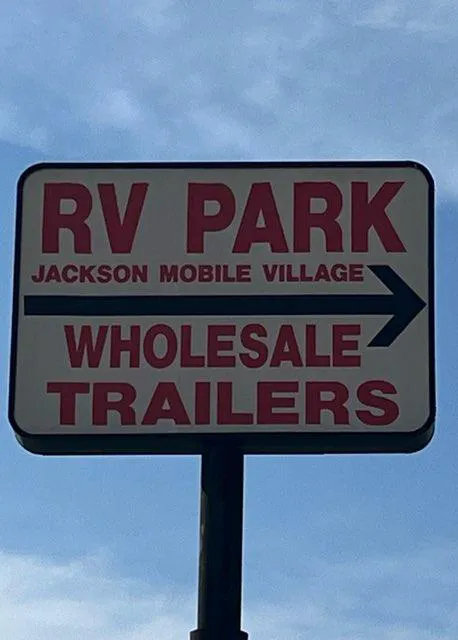 RV PARK
JACKSON MOBILE VILLAGE
WHOLESALE
TRAILERS